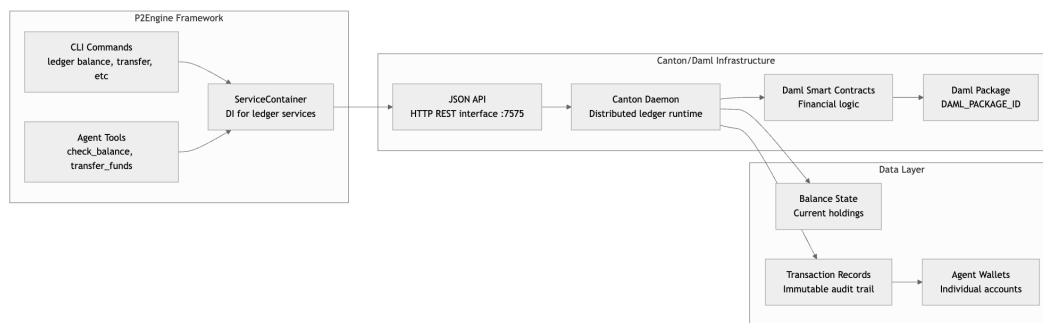 P2Engine Framework
CLI Commands
ledger balance, transfer,
etc
Agent Tools
check_balance,
transfer_funds
ServiceContainer
DI for ledger services
Canton/Daml Infrastructure
JSON API
HTTP REST interface :7575
Canton Daemon
Distributed ledger runtime
Daml Smart Contracts
Financial logic
Daml Package
DAML_PACKAGE_ID
Data Layer
Balance State
Current holdings
Transaction Records
Immutable audit trail
Agent Wallets
Individual accounts